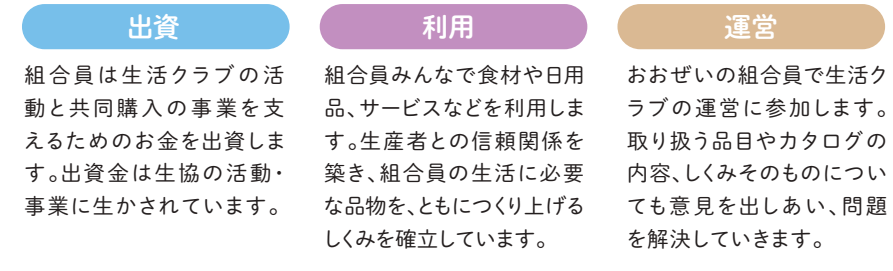 出資
組合員は生活クラブの活
動と共同購入の事業を支
えるためのお金を出資しま
す。出資金は生協の活動・
事業に生かされています。
利用
組合員みんなで食材や日用
品、サービスなどを利用しま
す。生産者との信頼関係を
築き、組合員の生活に必要
な品物を、ともにつくり上げる
しくみを確立しています。
運営
おおぜいの組合員で生活ク
ラブの運営に参加します。
取り扱う品目やカタログの
内容、しくみそのものについ
ても意見を出しあい、問題
を解決していきます。